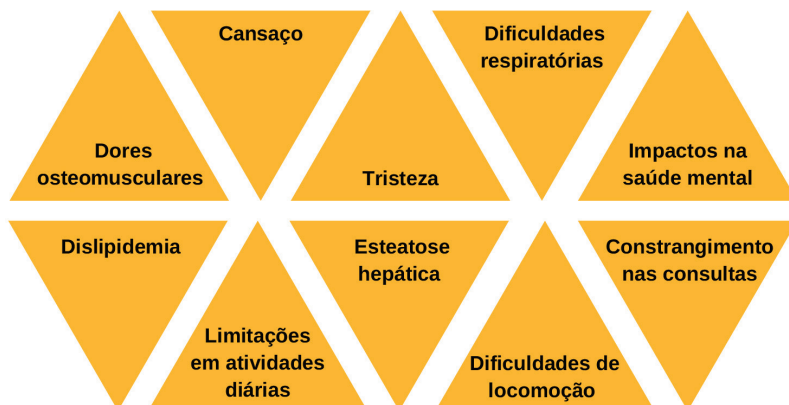 Cansaço
Dificuldades
respiratórias
Dores
osteomusculares
Tristeza
Impactos na
saúde mental
Dislipidemia
Esteatose
hepática
Constrangimento
nas consultas
Limitações
em atividades
diárias
Dificuldades de
locomoção